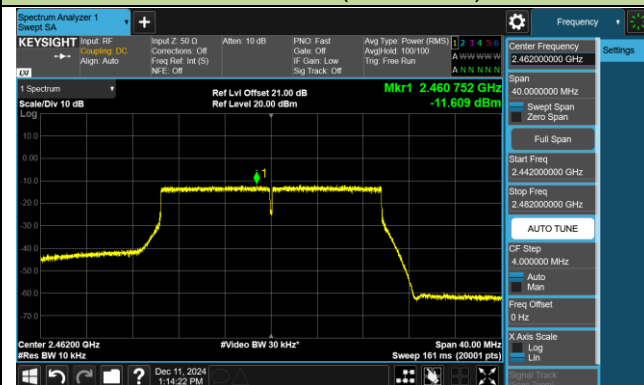 Spectrum Analyzer 1
Swept SA
Frequency
KEYSIGHT
Input: RF
Coupling: DC
Align: Auto
Input Z: 50 Ω
Corrections: Off
Freq Ref: Int (S)
NFE: Off
Atten: 10 dB
PNO: Fast
Gate: Off
IF Gain: Low
Sig Track: Off
Avg Type: Power (RMS)
Avg|Hold: 100/100
Trig: Free Run
1 2 3 4 5 6
A W W W W W
A N N N N N
LXI
1 Spectrum
Scale/Div 10 dB
Log
Ref Lvl Offset 21.00 dB
Ref Level 20.00 dBm
Mkr1 2.460 752 GHz
-11.609 dBm
1
10.0
0.00
-10.0
-20.0
-30.0
-40.0
-50.0
-60.0
-70.0
Center 2.46200 GHz
#Res BW 10 kHz
#Video BW 30 kHz*
Span 40.00 MHz
Sweep 161 ms (20001 pts)
Dec 11, 2024
1:14:22 PM
Center Frequency
2.462000000 GHz
Settings
Span
40.0000000 MHz
Swept Span
Zero Span
Full Span
Start Freq
2.442000000 GHz
Stop Freq
2.482000000 GHz
AUTO TUNE
CF Step
4.000000 MHz
Auto
Man
Freq Offset
0 Hz
X Axis Scale
Log
Lin
Signal Track